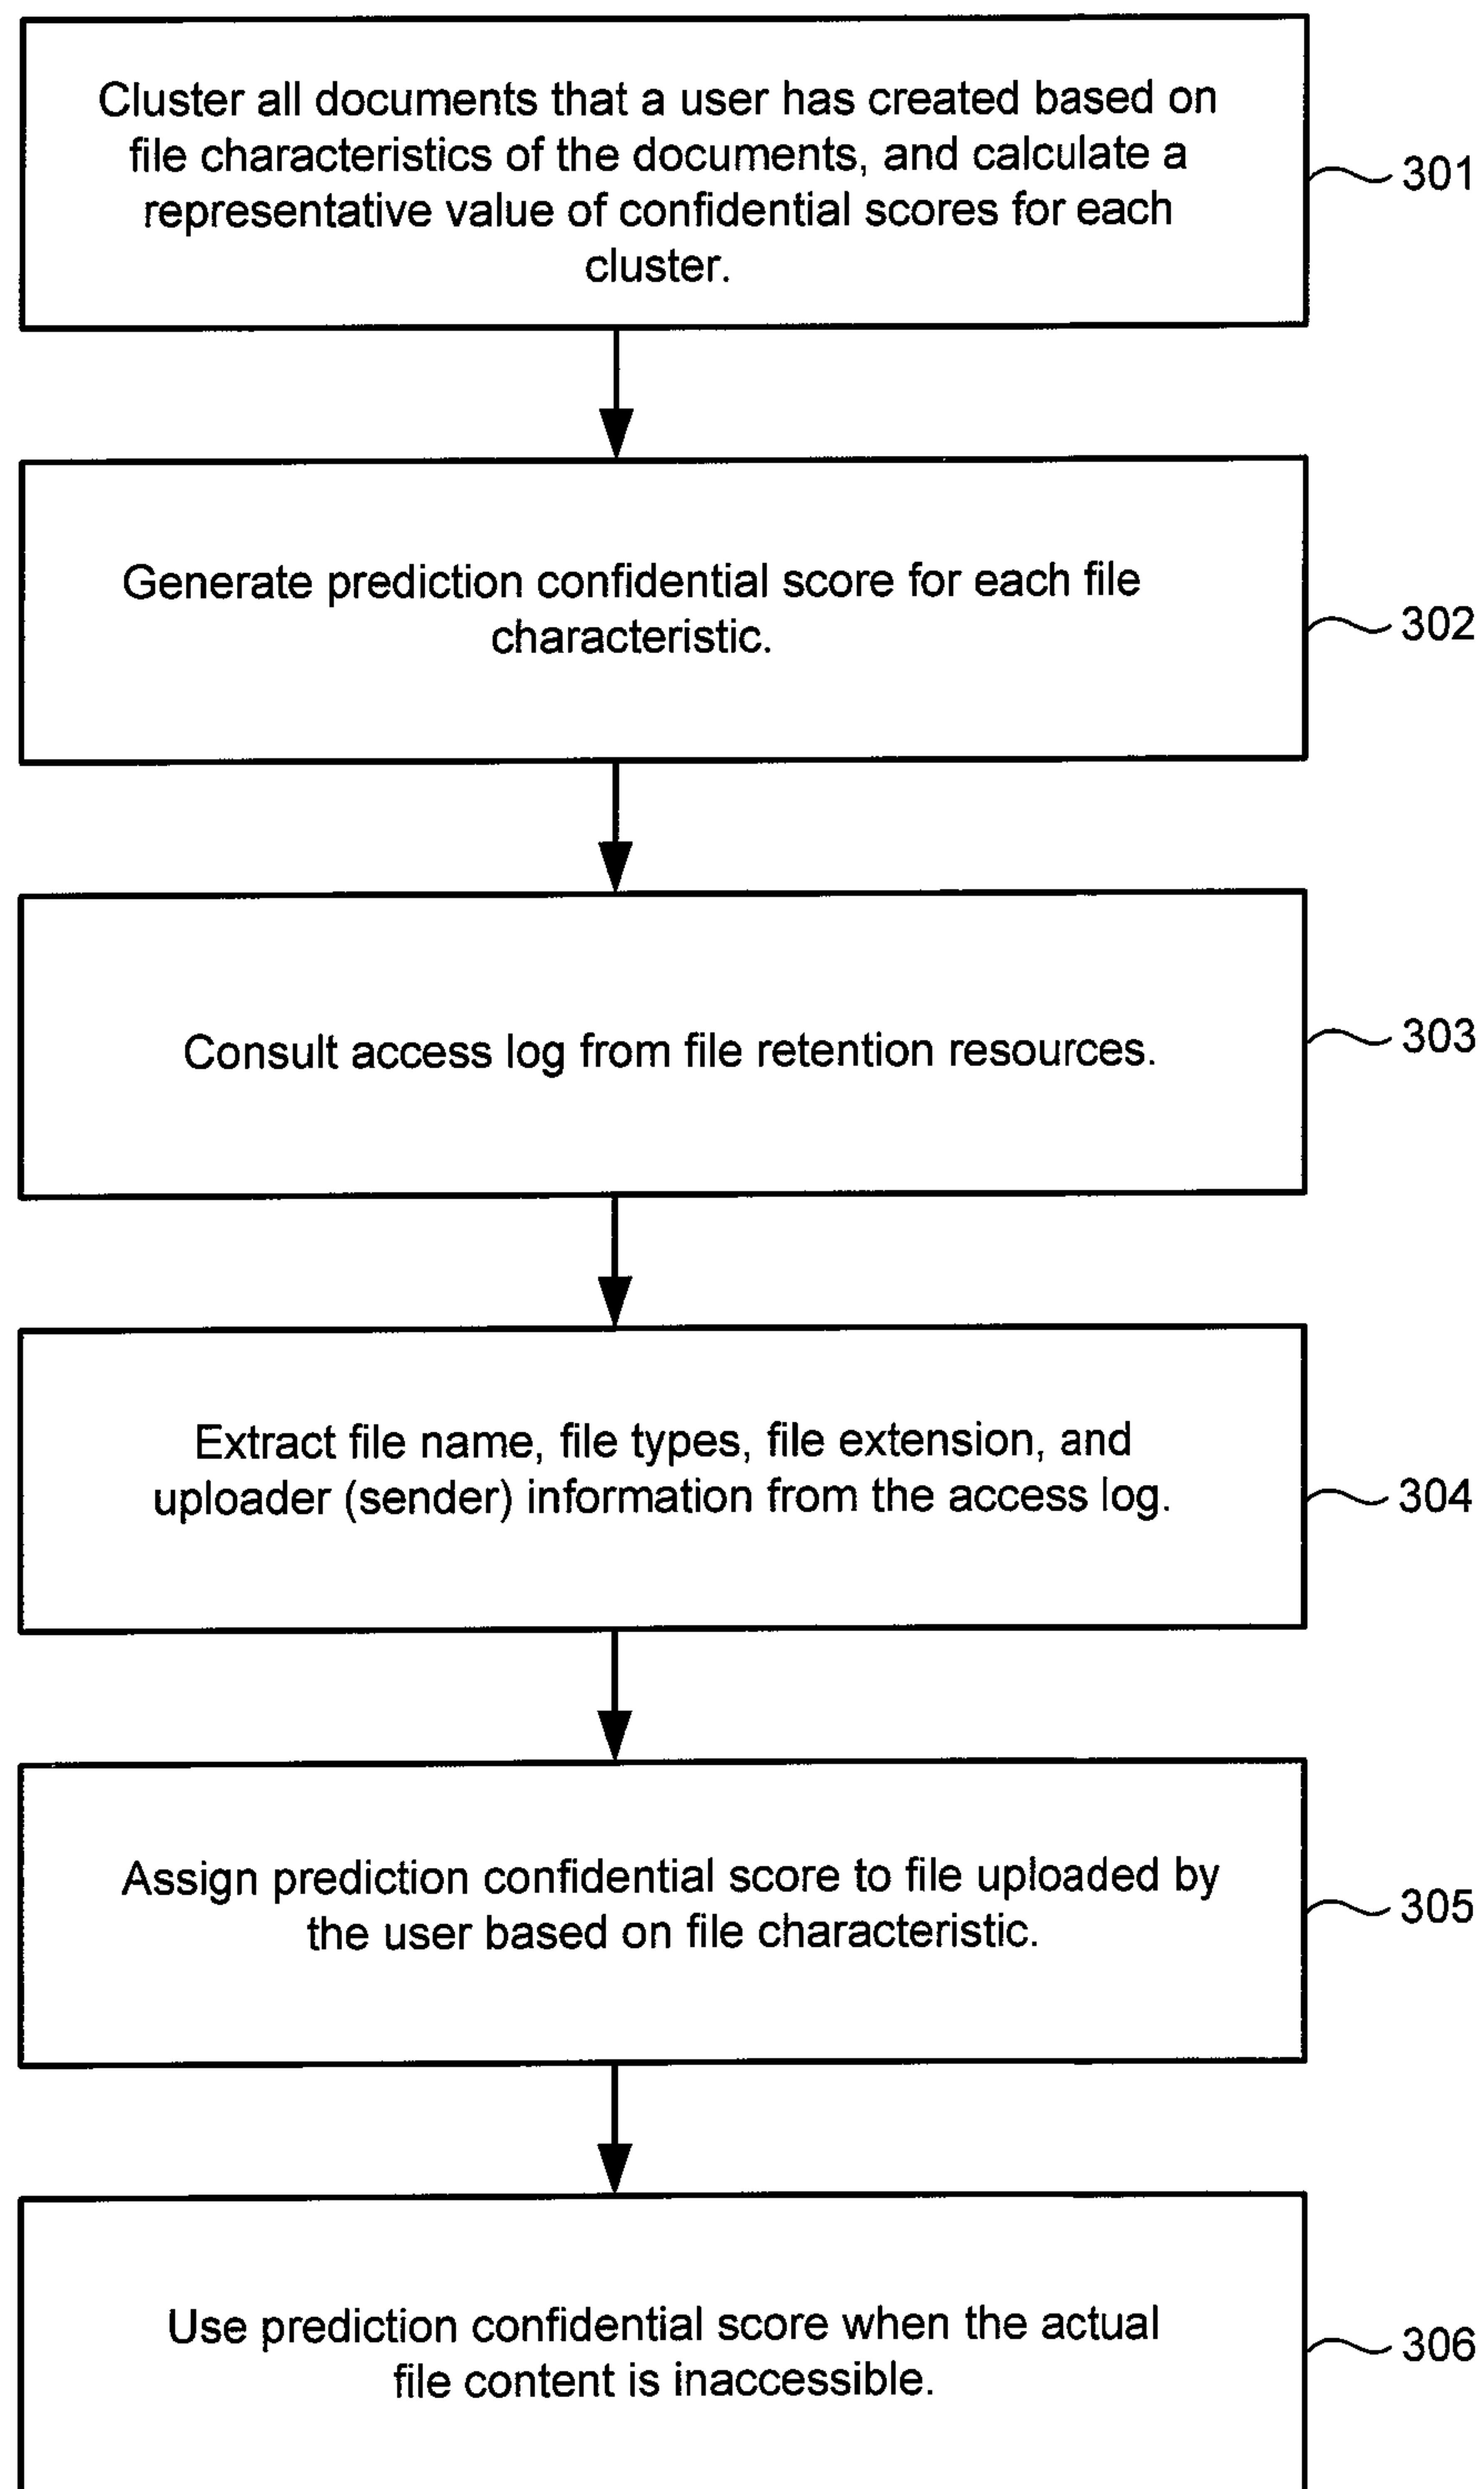 Cluster all documents that a user has created based on
file characteristics of the documents, and calculate a
representative value of confidential scores for each
cluster.
301
Generate prediction confidential score for each file
characteristic.
302
Consult access log from file retention resources.
303
Extract file name, file types, file extension, and
uploader (sender) information from the access log.
304
Assign prediction confidential score to file uploaded by
the user based on file characteristic.
305
Use prediction confidential score when the actual
file content is inaccessible.
306